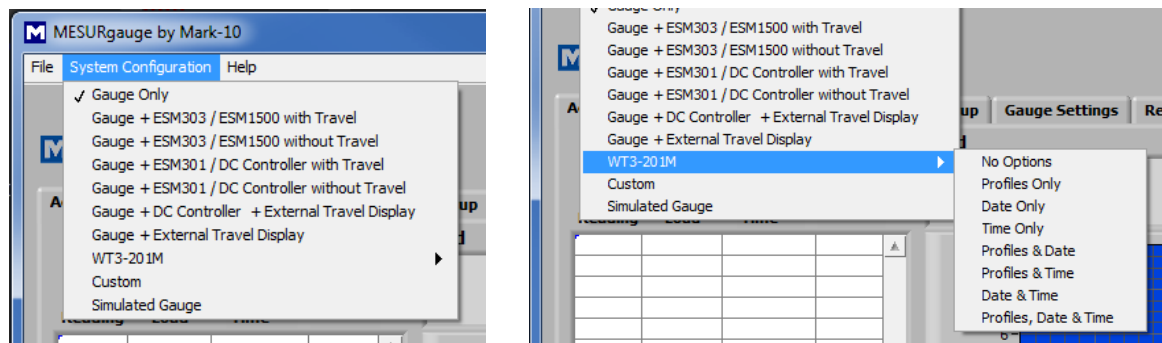 M MESURgauge by Mark-10
File System Configuration Help
✓ Gauge Only
Gauge + ESM303 / ESM1500 with Travel
Gauge + ESM303 / ESM1500 without Travel
Gauge + ESM301 / DC Controller with Travel
Gauge + ESM301 / DC Controller without Travel
Gauge + DC Controller + External Travel Display
Gauge + External Travel Display
WT3-201M
Custom
Simulated Gauge
M
A
up
d
Gauge + ESM303 / ESM1500 with Travel
Gauge + ESM303 / ESM1500 without Travel
Gauge + ESM301 / DC Controller with Travel
Gauge + ESM301 / DC Controller without Travel
Gauge + DC Controller + External Travel Display
Gauge + External Travel Display
WT3-201M
Custom
Simulated Gauge
M
A
up Gauge Settings Re
No Options
Profiles Only
Date Only
Time Only
Profiles & Date
Profiles & Time
Date & Time
Profiles, Date & Time